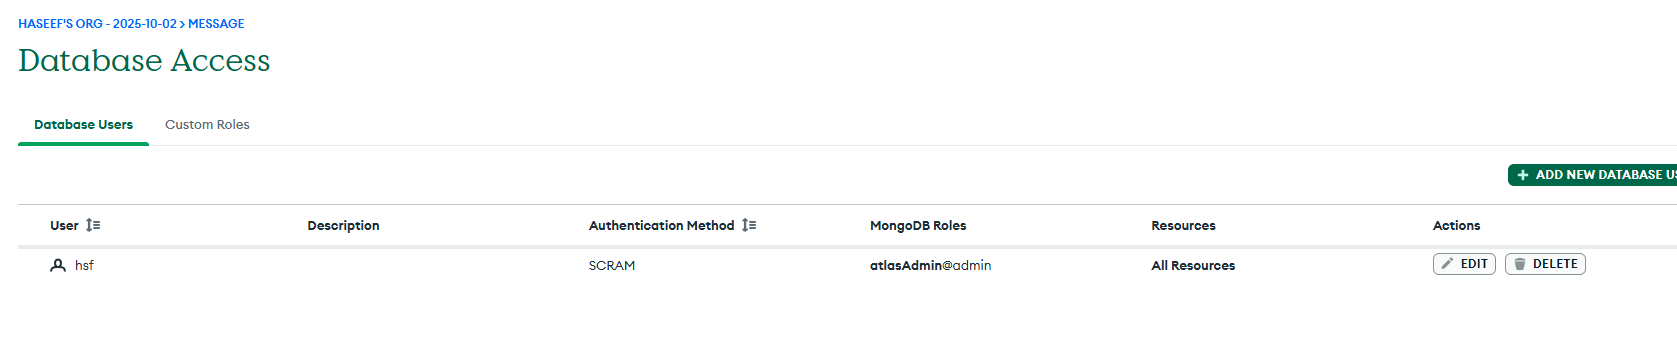 HASEEF'S ORG - 2025-10-02 > MESSAGE
Database Access
Database Users Custom Roles
+ ADD NEW DATABASE
User Description Authentication Method MongoDB Roles Resources Actions
hsf SCRAM atlasAdmin@admin All Resources EDIT DELETE